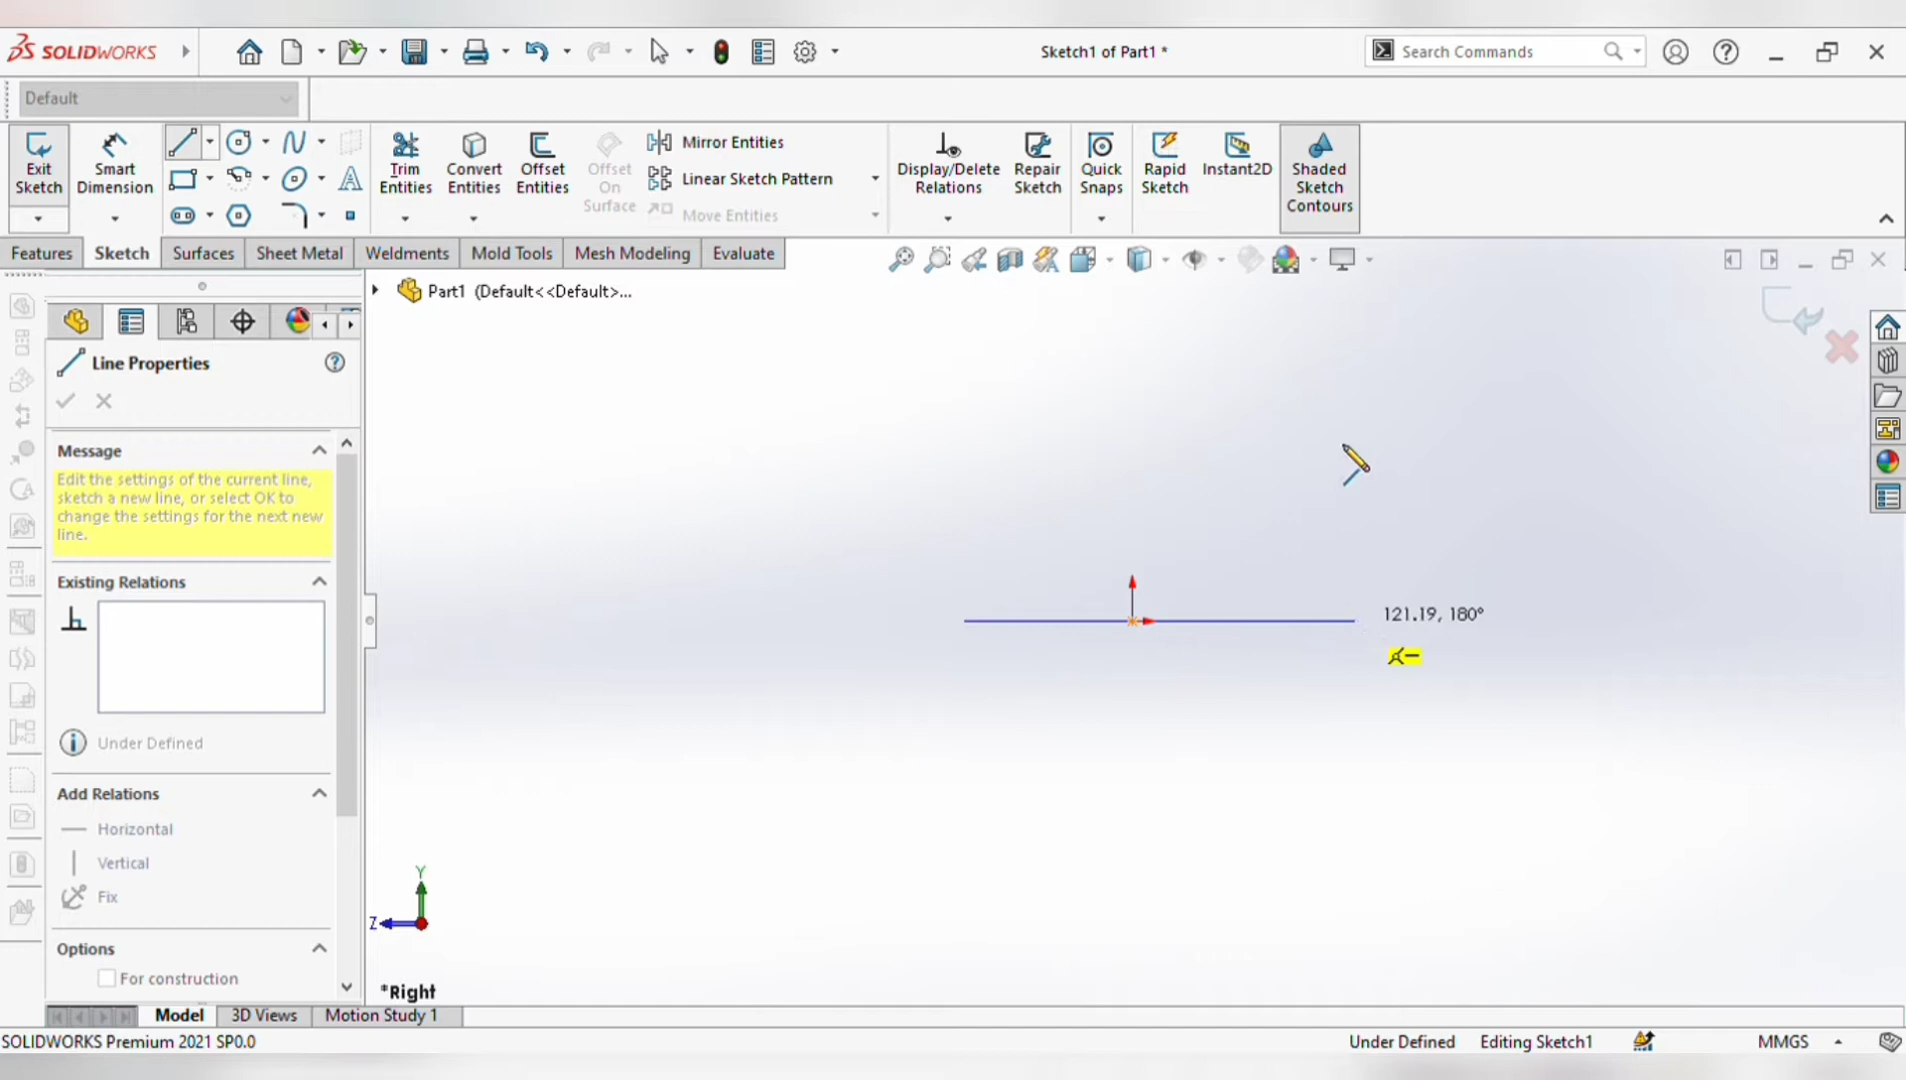 SOLIDWORKS
Sketch1 of Part1 *
Search Commands
Default
Exit Sketch
Smart Dimension
Trim Entities
Convert Entities
Offset Entities
Offset On Surface
Mirror Entities
Linear Sketch Pattern
Move Entities
Display/Delete Relations
Repair Sketch
Quick Snaps
Rapid Sketch
Instant2D
Shaded Sketch Contours
Features
Sketch
Surfaces
Sheet Metal
Weldments
Mold Tools
Mesh Modeling
Evaluate
Part1 (Default<<Default>...
Line Properties
Message
Edit the settings of the current line,
sketch a new line, or select OK to
change the settings for the next new
line.
Existing Relations
121.19, 180°
Under Defined
Add Relations
Horizontal
Vertical
Fix
Y
Z
Options
For construction
*Right
Model
3D Views
Motion Study 1
SOLIDWORKS Premium 2021 SP0.0
Under Defined
Editing Sketch1
MMGS